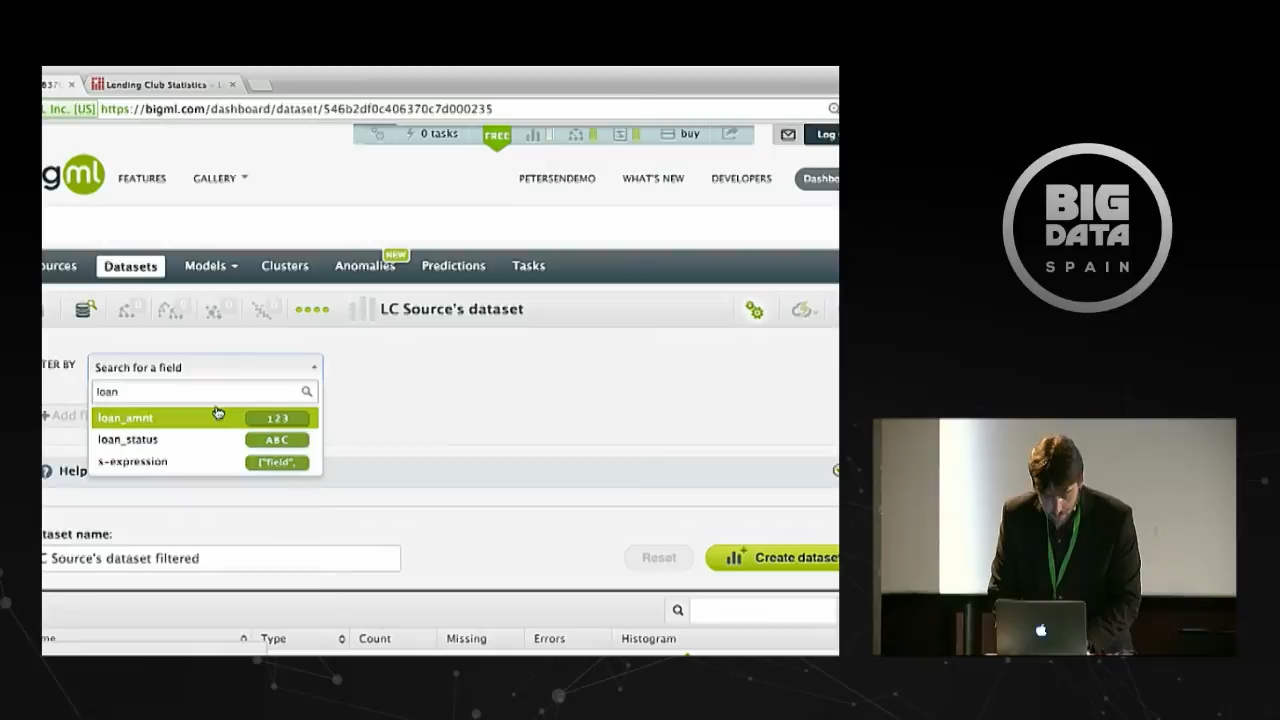 Lending Club Statistics
Inc. [US] https://bigml.com/dashboard/dataset/546b2df0c406370c7d000235
0 tasks
FREE
buy
Log
gml
FEATURES
GALLERY
PETERSENDEMO
WHAT'S NEW
DEVELOPERS
Dashbo
urces
Datasets
Models
Clusters
Anomalies
NEW
Predictions
Tasks
LC Source's dataset
TER BY
Search for a field
loan
loan_amnt
123
loan_status
ABC
s-expression
["field",
+Add f
Help
taset name:
C Source's dataset filtered
Reset
Create datase
me
Type
Count
Missing
Errors
Histogram
BIG
DATA
SPAIN